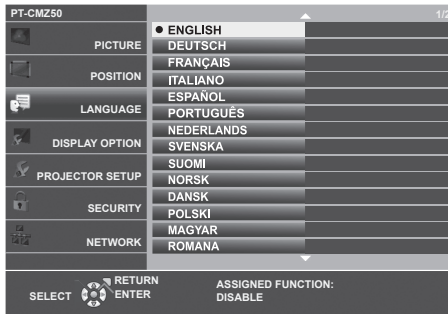 PT-CMZ50
1/2
PICTURE
POSITION
LANGUAGE
DISPLAY OPTION
PROJECTOR SETUP
SECURITY
NETWORK
ENGLISH
DEUTSCH
FRANÇAIS
ITALIANO
ESPAÑOL
PORTUGUÊS
NEDERLANDS
SVENSKA
SUOMI
NORSK
DANSK
POLSKI
MAGYAR
ROMANA
SELECT
RETURN
ENTER
ASSIGNED FUNCTION:
DISABLE